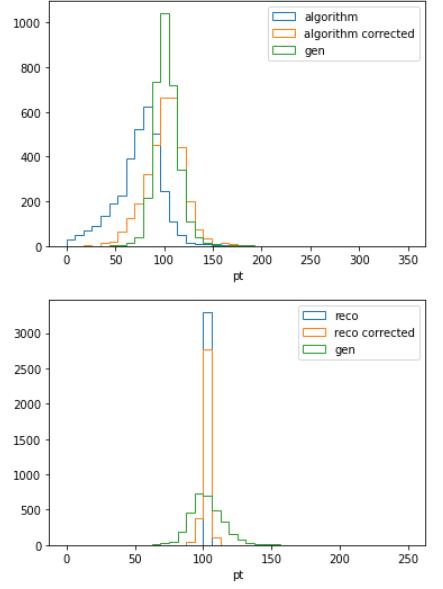 1000
800
600
400
200
0
algorithm
algorithm corrected
gen
0 50 100 150 200 250 300 350
pt
3000
2500
2000
1500
1000
500
0
reco
reco corrected
gen
0 50 100 150 200 250
pt